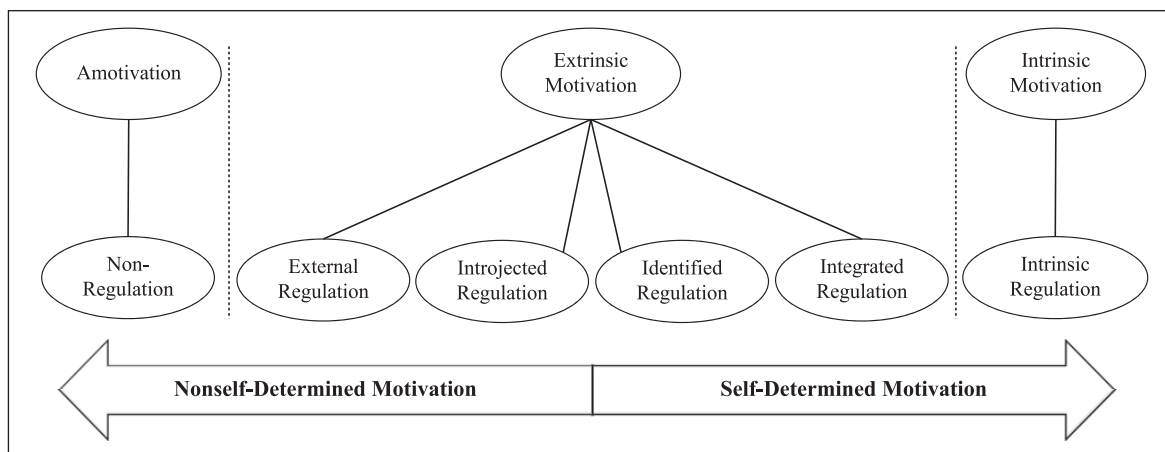 Amotivation
Extrinsic
Motivation
Intrinsic
Motivation
Non-
Regulation
External
Regulation
Introjected
Regulation
Identified
Regulation
Integrated
Regulation
Intrinsic
Regulation
Nonself-Determined Motivation
Self-Determined Motivation